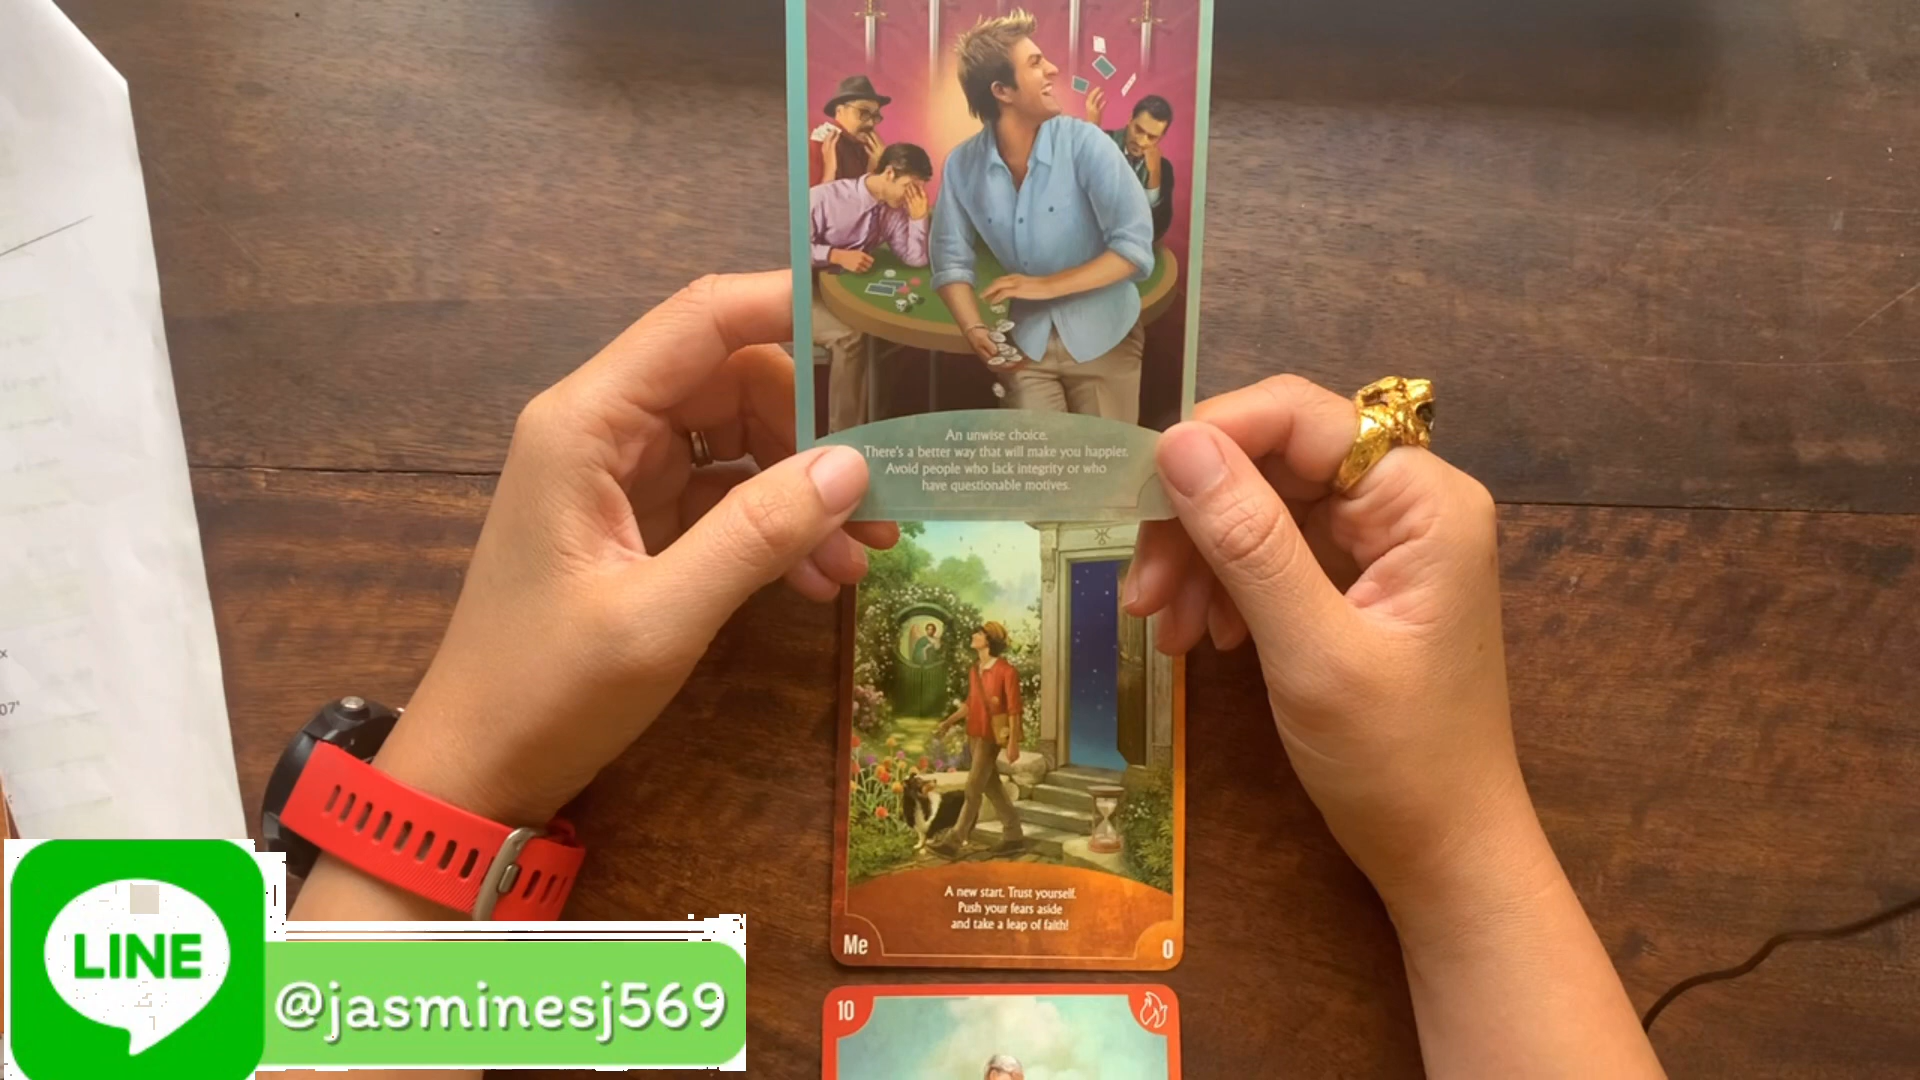 An unwise choice.
There's a better way that will make you happier.
Avoid people who lack integrity or who
have questionable motives.
x
07'
A new start. Trust yourself.
Push your fears aside
and take a leap of faith!
Me
0
10
LINE
@jasminesj569